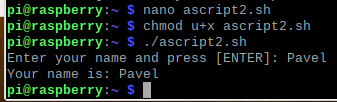 pi@raspberry:~ $ nano ascript2.sh
pi@raspberry:~ $ chmod u+x ascript2.sh
pi@raspberry:~ $ ./ascript2.sh
Enter your name and press [ENTER]: Pavel
Your name is: Pavel
pi@raspberry:~ $